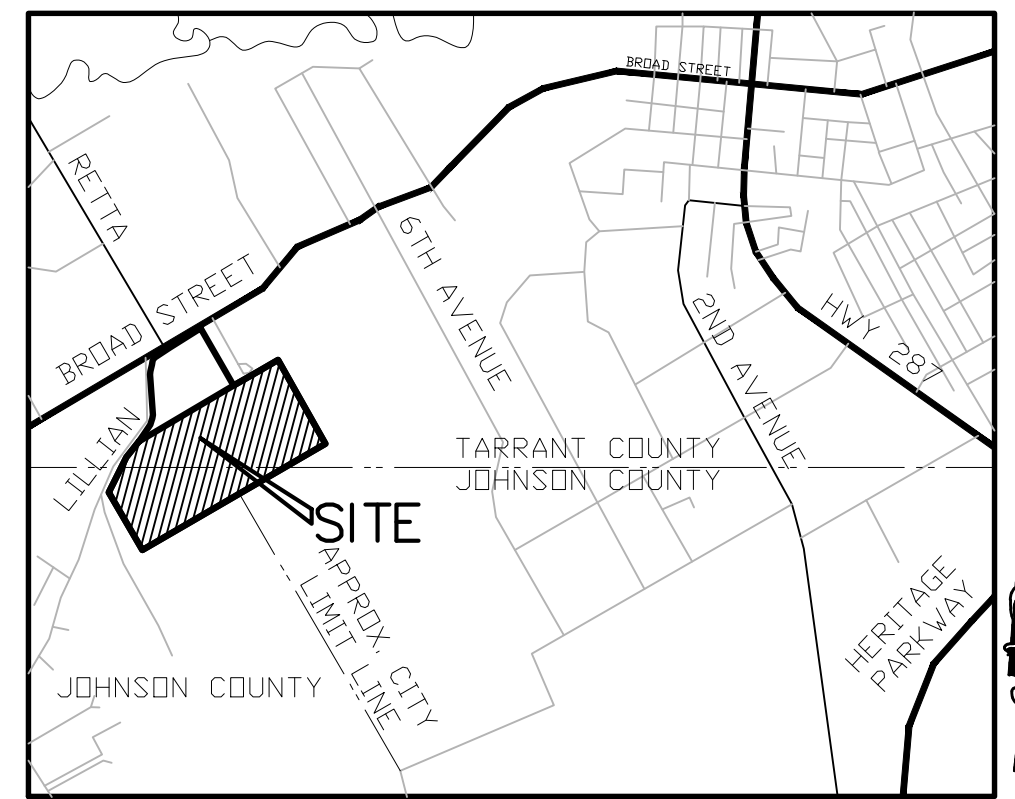 BROAD STREET
RETTA
6TH AVENUE
BROAD STREET
2ND AVENUE
HWY 287
LILLIAN
TARRANT COUNTY
JOHNSON COUNTY
SITE
APPROX. CITY
LIMIT LINE
HERITAGE
PARKWAY
JOHNSON COUNTY